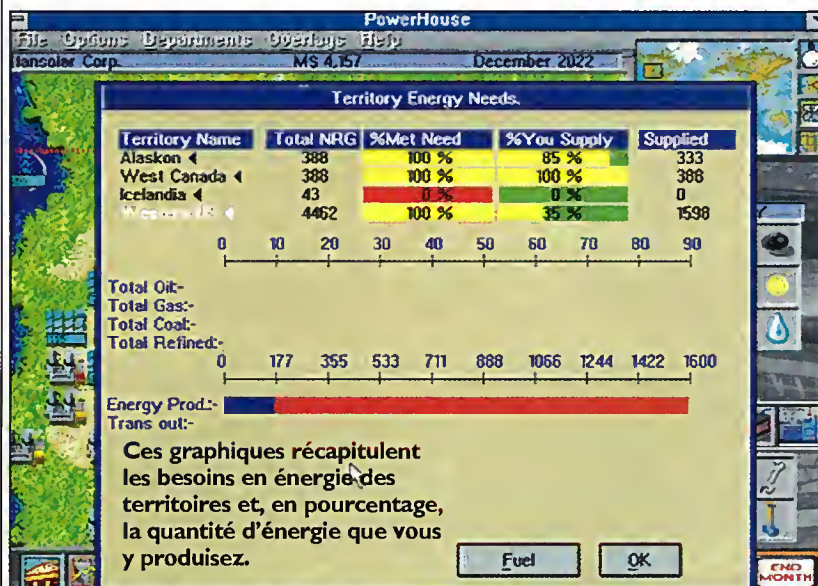 PowerHouse
File Options Departments Overlays Help
lansolar Corp. M$ 4,157 December 2022
Territory Energy Needs.
Territory Name Total NRG %Met Need %You Supply Supplied
Alaskon 388 100 % 85 % 333
West Canada 388 100 % 100 % 388
Icelandia 43 0 % 0 % 0
4462 100 % 35 % 1598
0 10 20 30 40 50 60 70 80 90
Total Oil:-
Total Gas:-
Total Coal:-
Total Refined:-
0 177 355 533 711 888 1066 1244 1422 1600
Energy Prod.:-
Trans out:-
Ces graphiques récapitulent
les besoins en énergie des
territoires et, en pourcentage,
la quantité d'énergie que vous
y produisez.
Fuel OK
END
MONTH